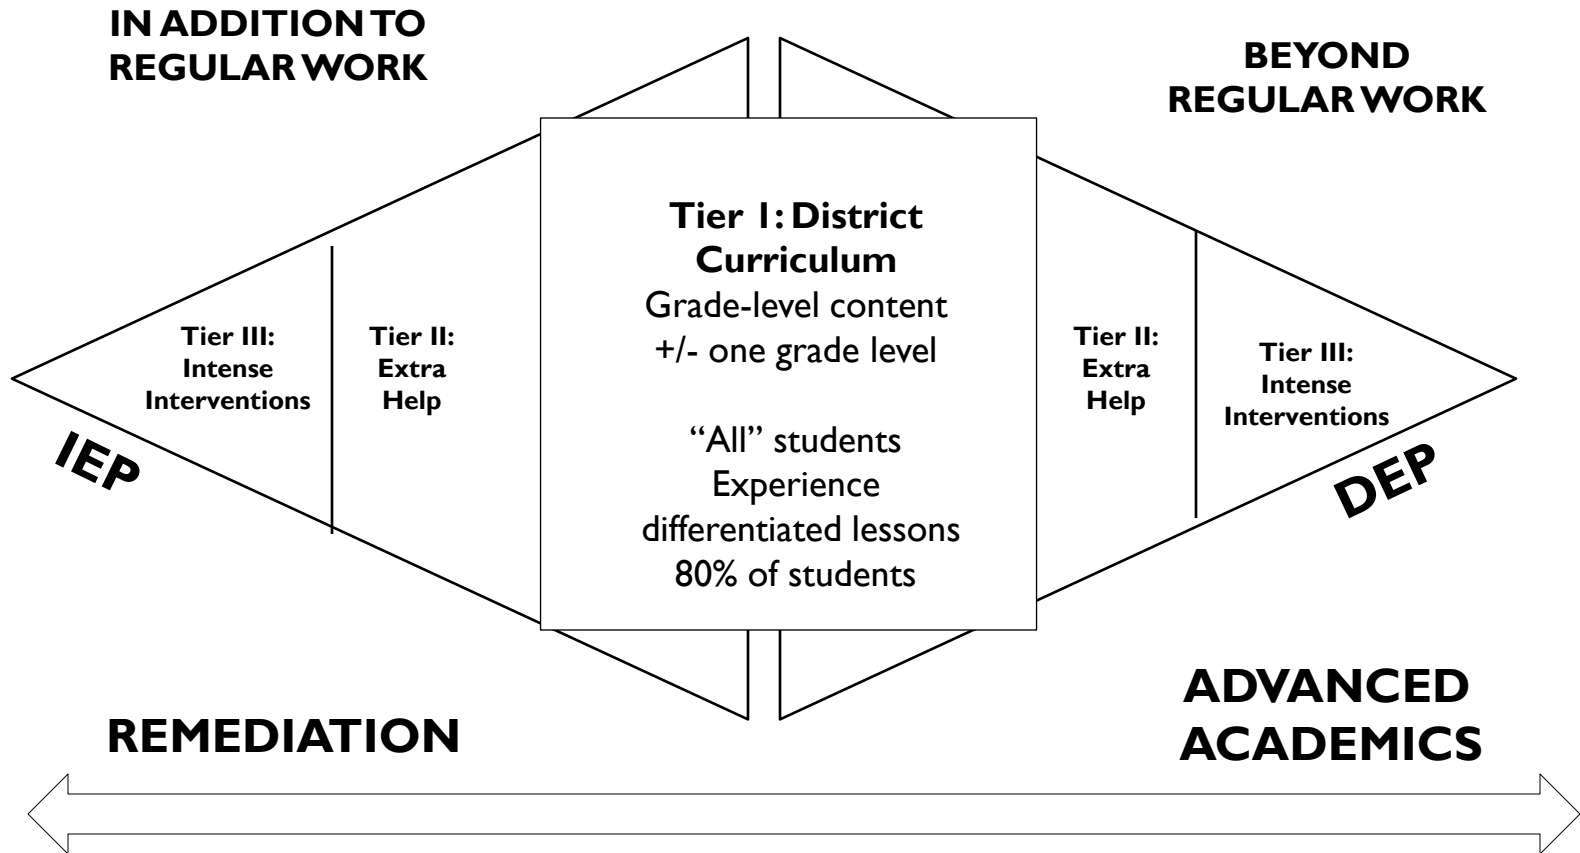 IN ADDITION TO
REGULAR WORK
BEYOND
REGULAR WORK
Tier 1: District
Curriculum
Grade-level content
+/- one grade level
“All” students
Experience
differentiated lessons
80% of students
Tier III:
Intense
Interventions
Tier II:
Extra
Help
Tier II:
Extra
Help
Tier III:
Intense
Interventions
IEP
DEP
REMEDIATION
ADVANCED
ACADEMICS